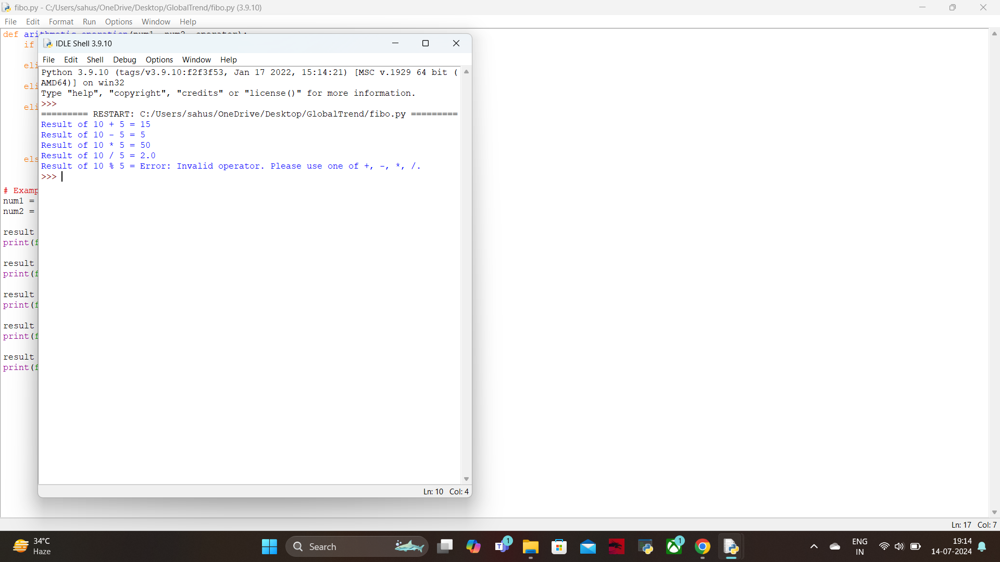 fibo.py - C:/Users/sahus/OneDrive/Desktop/GlobalTrend/fibo.py (3.9.10)
File Edit Format Run Options Window Help
def
if
# Examp
num1 =
num2 =
result
print(f
result
print(f
result
print(f
result
print(f
result
print(f
IDLE Shell 3.9.10
File Edit Shell Debug Options Window Help
Python 3.9.10 (tags/v3.9.10:f2f3f53, Jan 17 2022, 15:14:21) [MSC v.1929 64 bit (
AMD64)] on win32
Type "help", "copyright", "credits" or "license()" for more information.
>>>
========= RESTART: C:/Users/sahus/OneDrive/Desktop/GlobalTrend/fibo.py =========
Result of 10 + 5 = 15
Result of 10 - 5 = 5
Result of 10 * 5 = 50
Result of 10 / 5 = 2.0
Result of 10 % 5 = Error: Invalid operator. Please use one of +, -, *, /.
>>>
Ln: 10 Col: 4
Ln: 17 Col: 7
34°C
Haze
Search
1
1
ENG
IN
19:14
14-07-2024